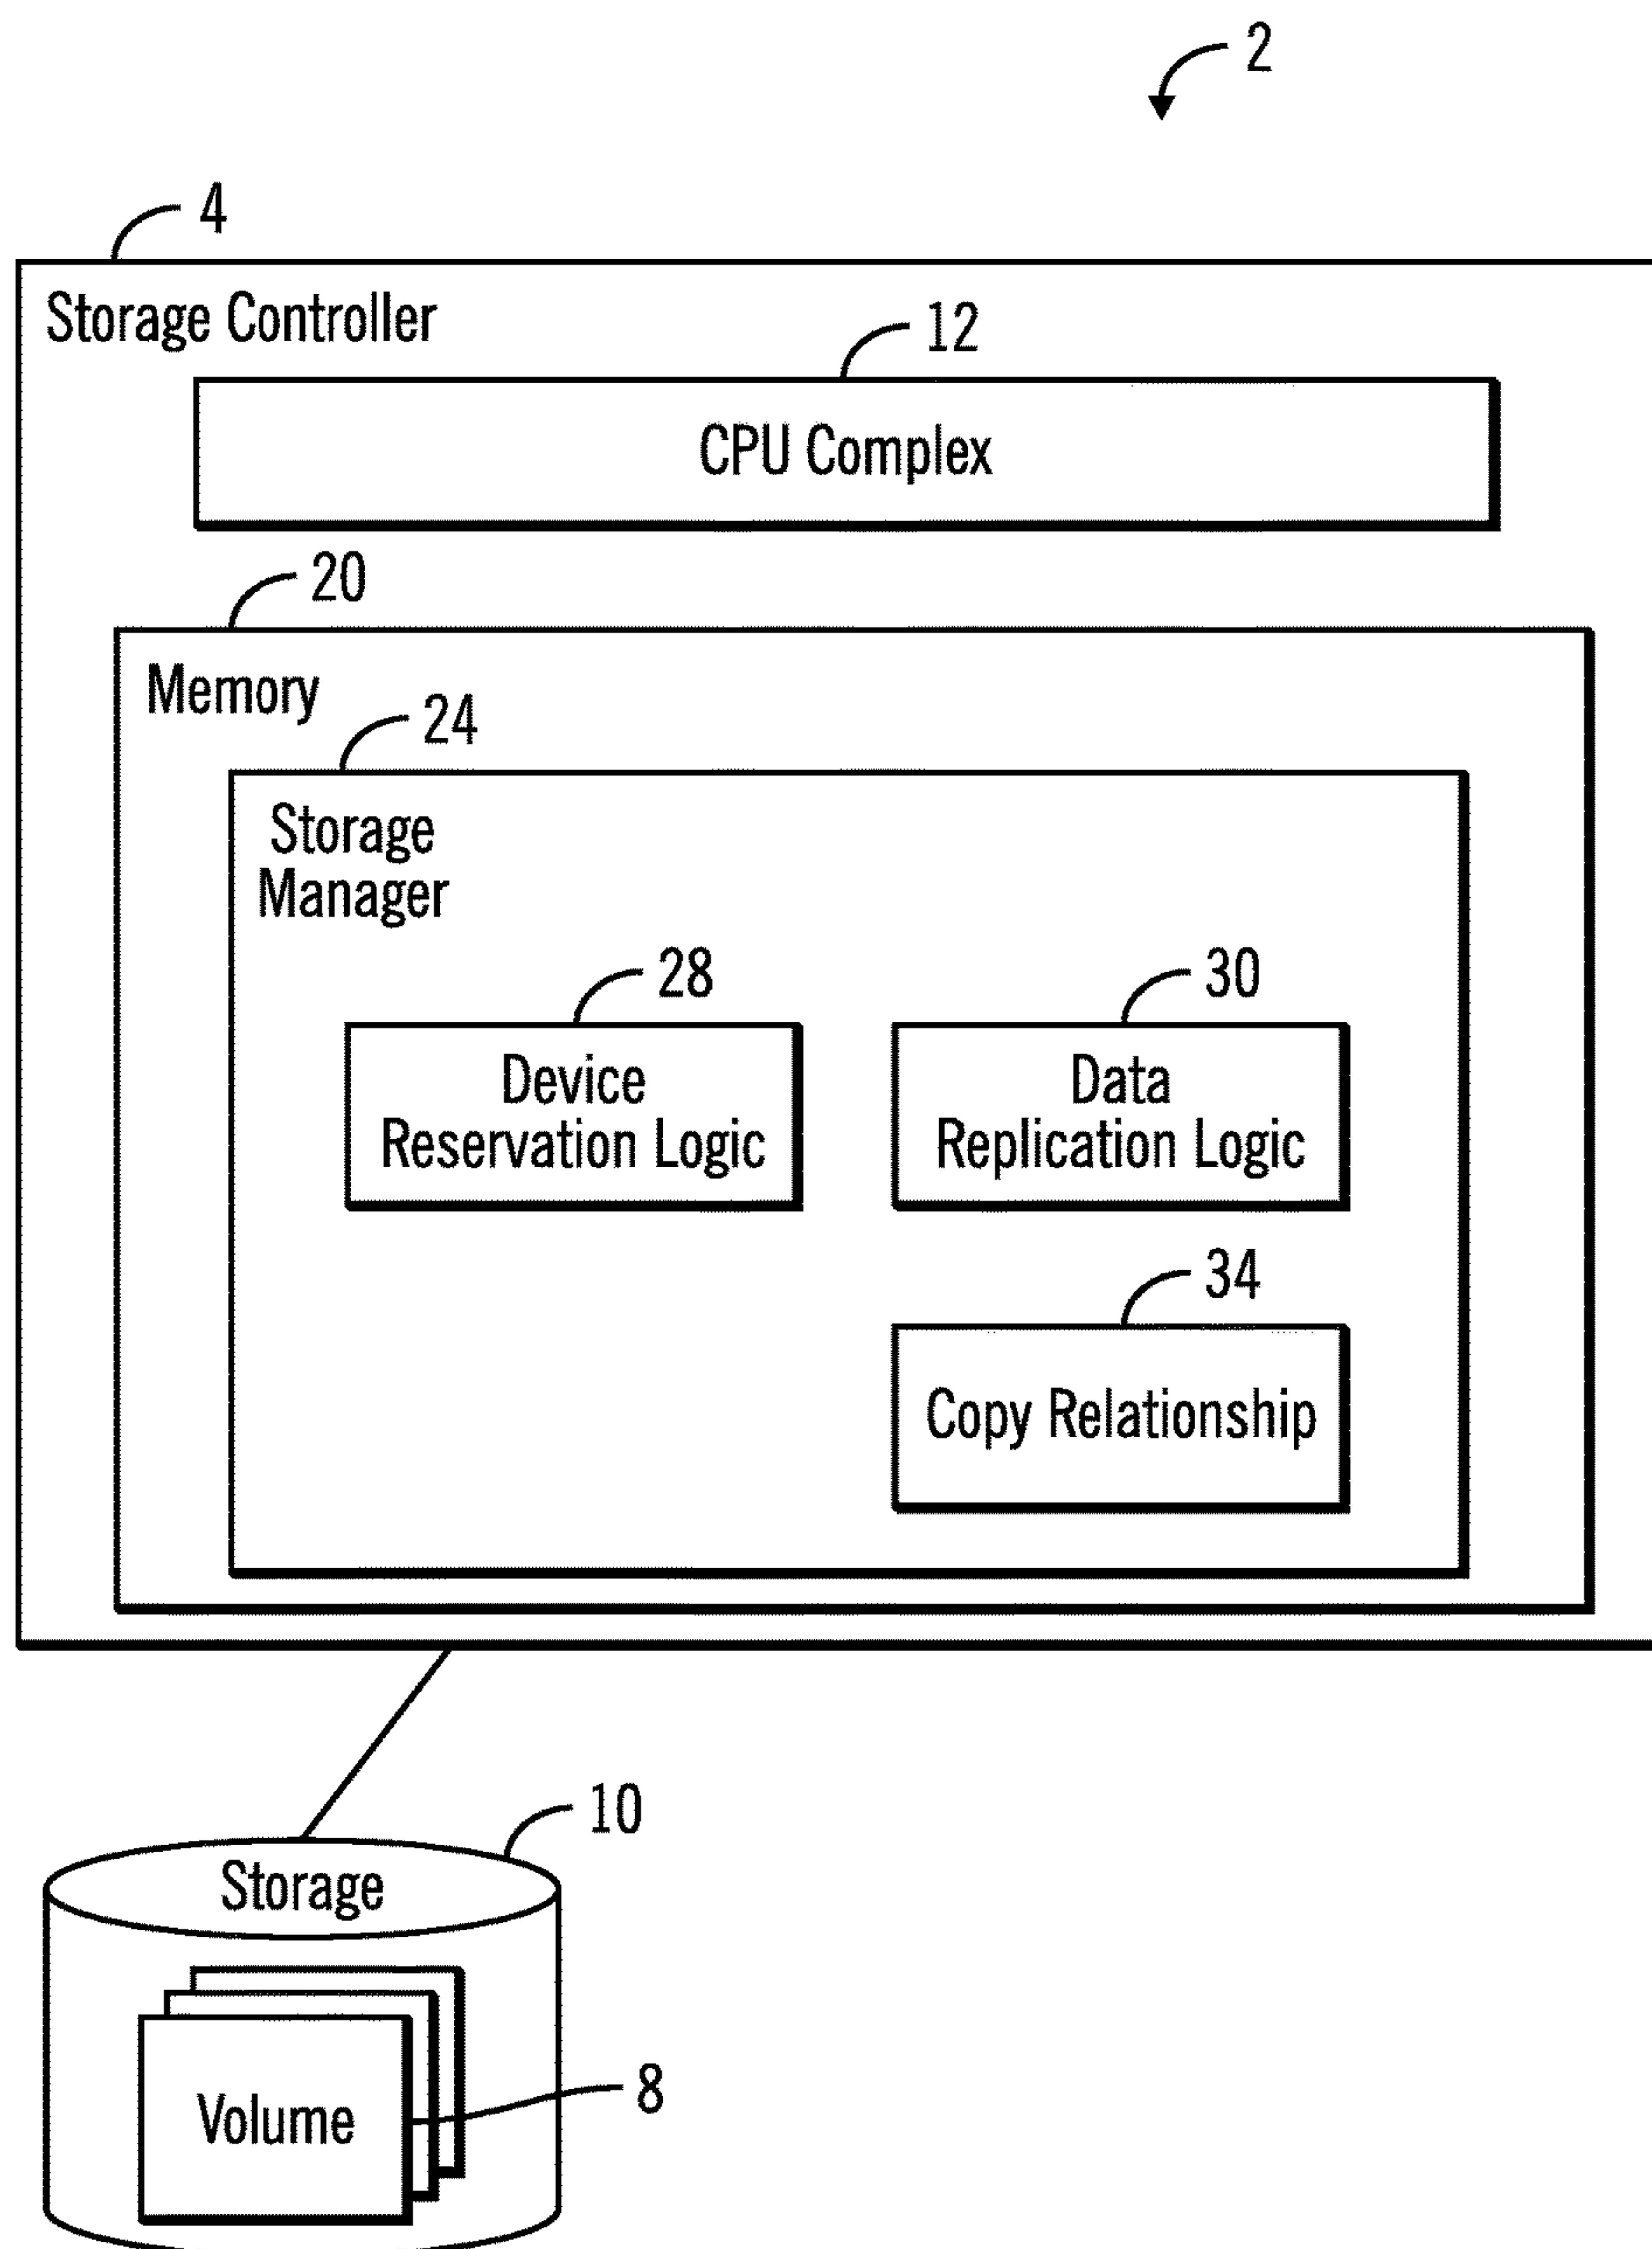 2
4
Storage Controller
12
CPU Complex
20
Memory
24
Storage
Manager
28
30
Device
Reservation Logic
Data
Replication Logic
34
Copy Relationship
10
Storage
8
Volume